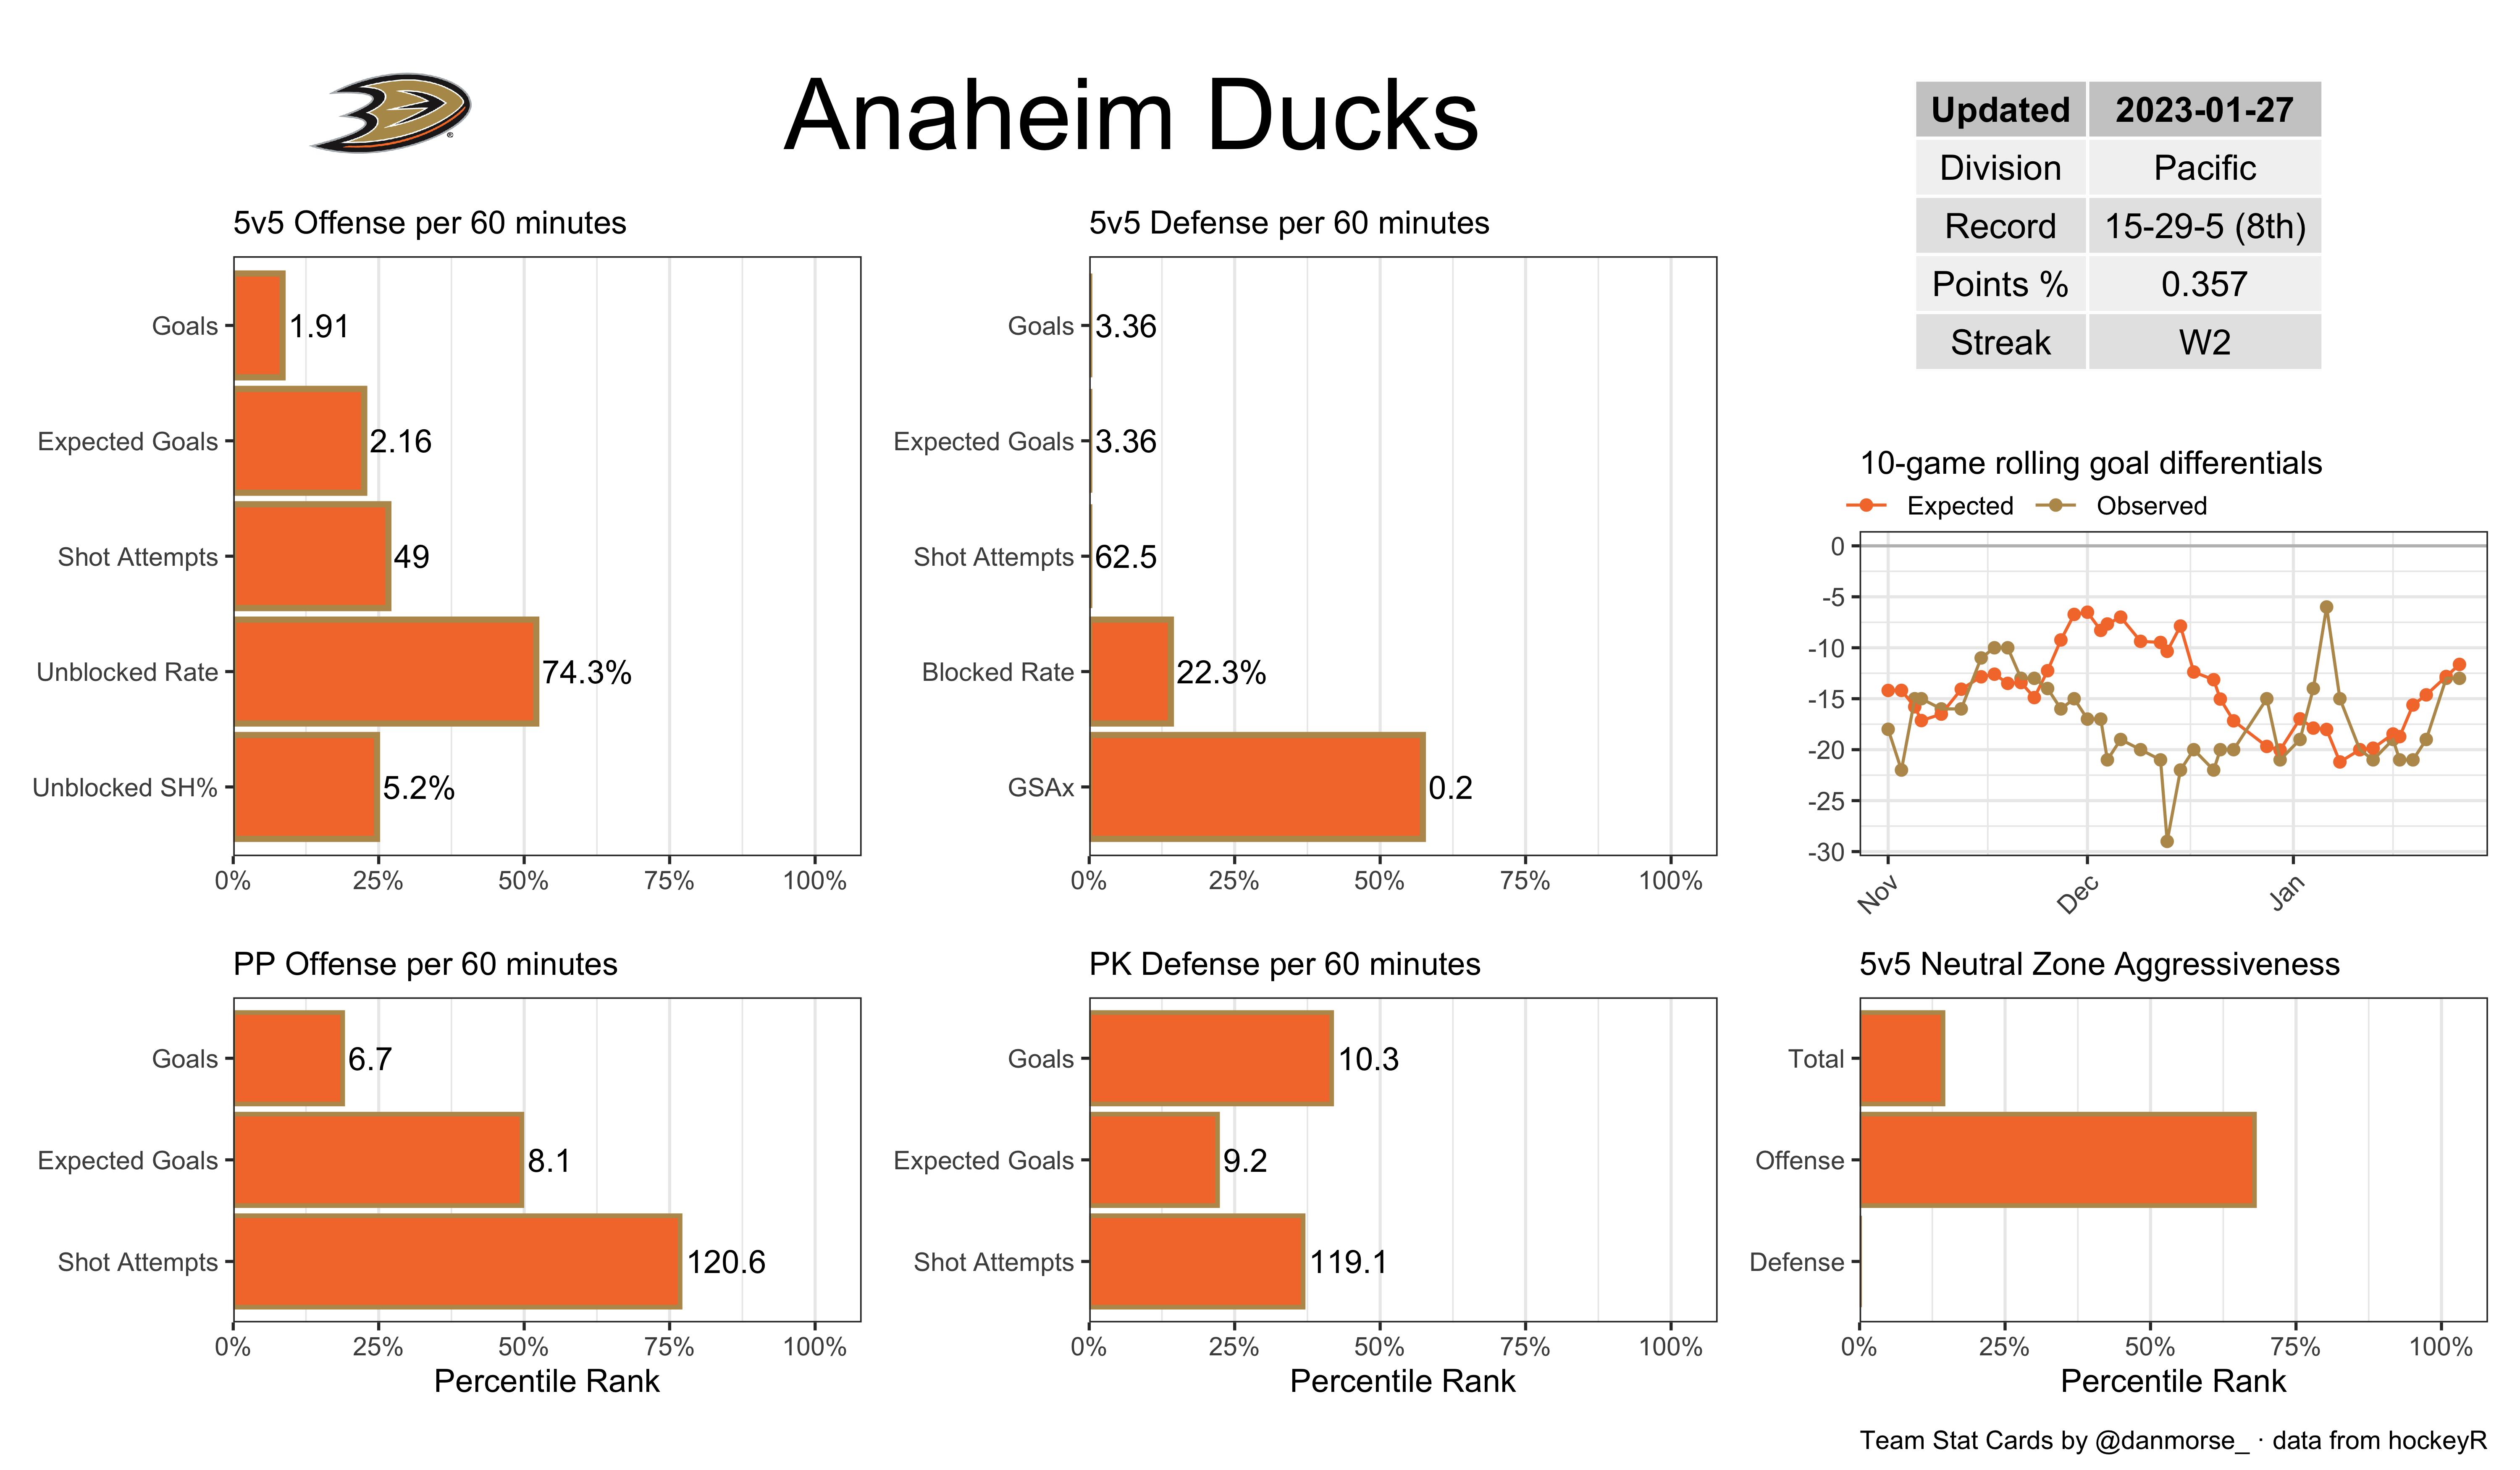 Anaheim Ducks
Updated 2023-01-27
Division Pacific
Record 15-29-5 (8th)
Points % 0.357
Streak W2
5v5 Offense per 60 minutes
Goals 1.91
Expected Goals 2.16
Shot Attempts 49
Unblocked Rate 74.3%
Unblocked SH% 5.2%
0% 25% 50% 75% 100%
5v5 Defense per 60 minutes
Goals 3.36
Expected Goals 3.36
Shot Attempts 62.5
Blocked Rate 22.3%
GSAx 0.2
0% 25% 50% 75% 100%
10-game rolling goal differentials
Expected Observed
0
-5
-10
-15
-20
-25
-30
Nov Dec Jan
PP Offense per 60 minutes
Goals 6.7
Expected Goals 8.1
Shot Attempts 120.6
0% 25% 50% 75% 100%
Percentile Rank
PK Defense per 60 minutes
Goals 10.3
Expected Goals 9.2
Shot Attempts 119.1
0% 25% 50% 75% 100%
Percentile Rank
5v5 Neutral Zone Aggressiveness
Total
Offense
Defense
0% 25% 50% 75% 100%
Percentile Rank
Team Stat Cards by @danmorse_ · data from hockeyR